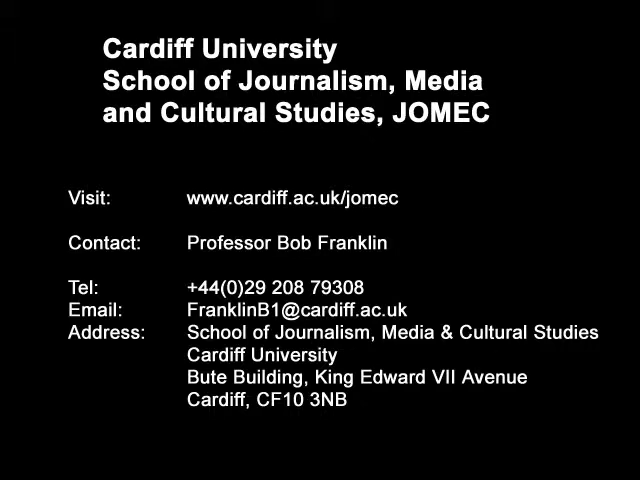 Cardiff University
School of Journalism, Media
and Cultural Studies, JOMEC
Visit: www.cardiff.ac.uk/jomec
Contact: Professor Bob Franklin
Tel: +44(0)29 208 79308
Email: FranklinB1@cardiff.ac.uk
Address: School of Journalism, Media & Cultural Studies
Cardiff University
Bute Building, King Edward VII Avenue
Cardiff, CF10 3NB